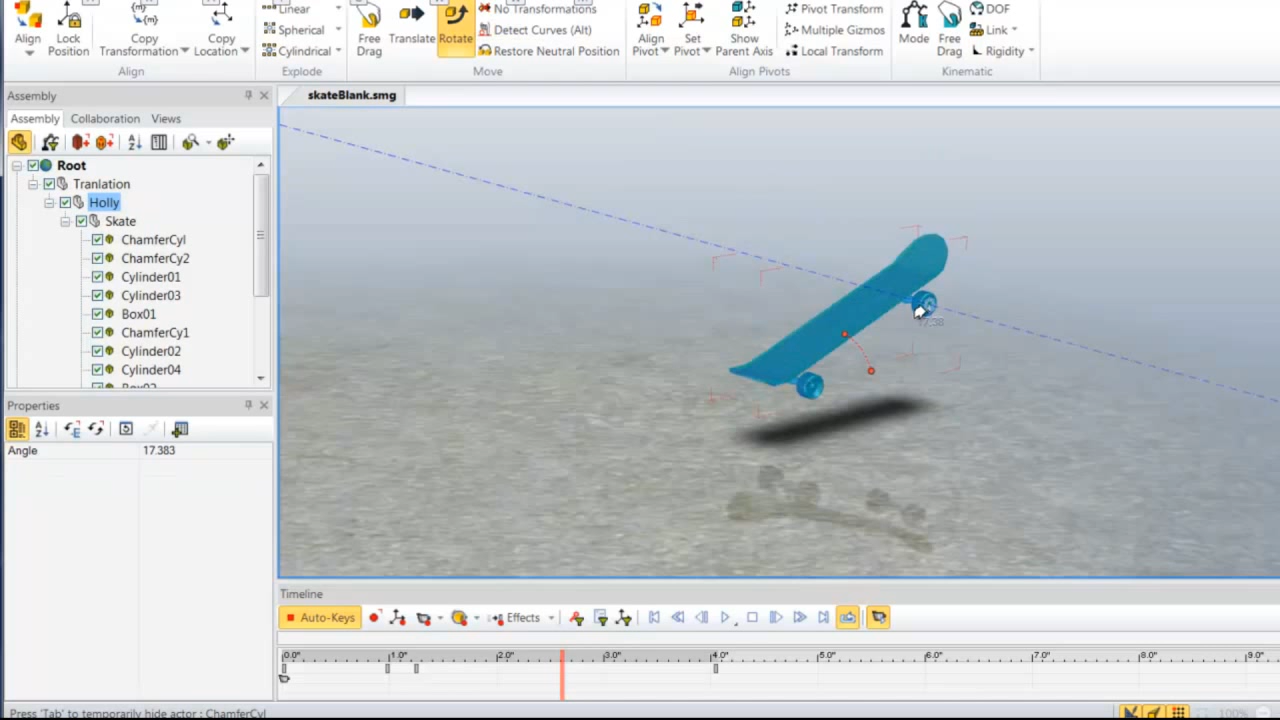 Linear
No Transformations
Pivot Transform
DOF
Spherical
Detect Curves (Alt)
Multiple Gizmos
Link
Align
Lock
Position
Copy
Transformation
Copy
Location
Cylindrical
Free
Drag
Translate
Rotate
Restore Neutral Position
Align
Pivot
Set
Pivot
Show
Parent Axis
Local Transform
Mode
Free
Drag
Rigidity
Align
Explode
Move
Align Pivots
Kinematic
Assembly
skateBlank.smg
Assembly
Collaboration
Views
Root
Tranlation
Holly
Skate
ChamferCyl
ChamferCy2
Cylinder01
Cylinder03
Box01
ChamferCy1
Cylinder02
Cylinder04
Box02
17.38
Properties
Angle
17.383
Timeline
Auto-Keys
Effects
0.0"
1.0"
2.0"
3.0"
4.0"
5.0"
6.0"
7.0"
8.0"
9.0"
Press 'Tab' to temporarily hide actor : ChamferCyl
100%